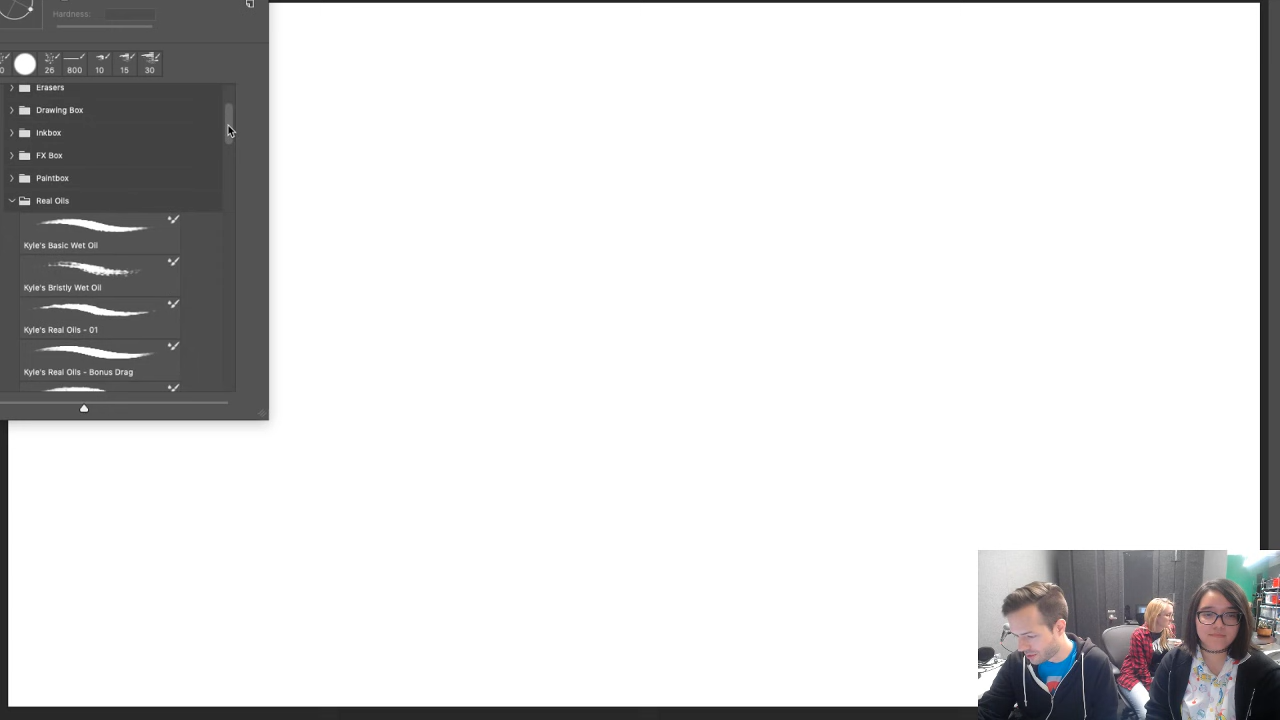 Hardness:
0 26 800 10 15 30
Erasers
Drawing Box
Inkbox
FX Box
Paintbox
Real Oils
Kyle's Basic Wet Oil
Kyle's Bristly Wet Oil
Kyle's Real Oils - 01
Kyle's Real Oils - Bonus Drag